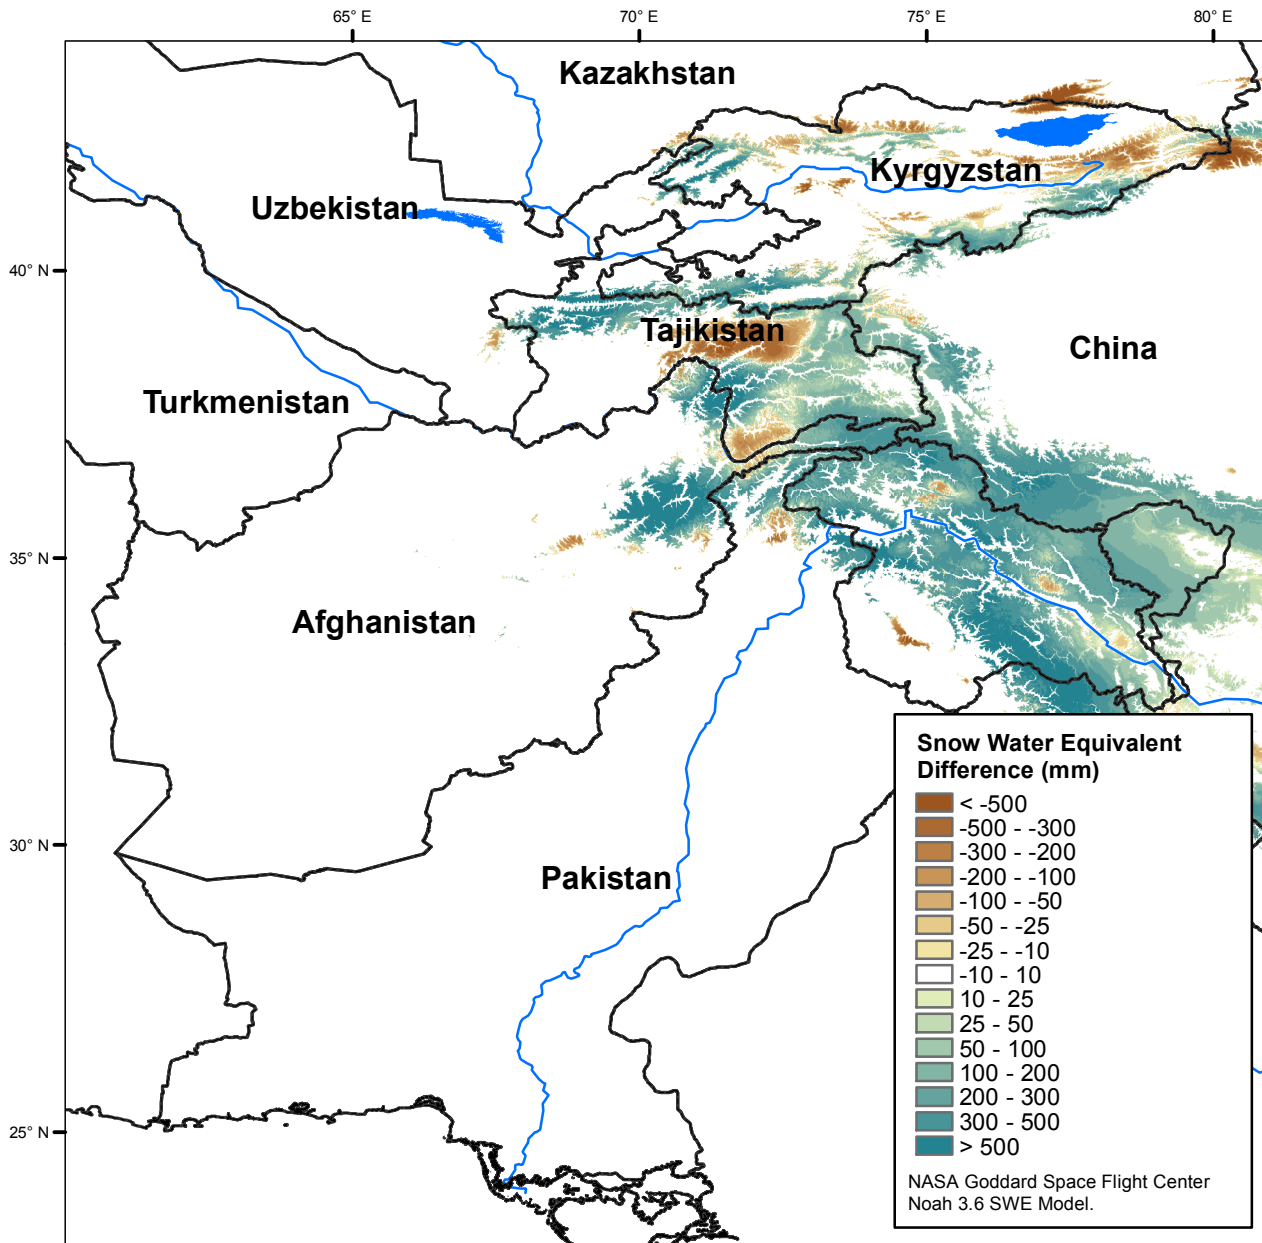 65° E
70° E
75° E
80° E
Kazakhstan
Kyrgyzstan
Uzbekistan
40° N
Tajikistan
China
Turkmenistan
35° N
Afghanistan
30° N
Pakistan
25° N
Snow Water Equivalent
Difference (mm)
< -500
-500 - -300
-300 - -200
-200 - -100
-100 - -50
-50 - -25
-25 - -10
-10 - 10
10 - 25
25 - 50
50 - 100
100 - 200
200 - 300
300 - 500
> 500
NASA Goddard Space Flight Center
Noah 3.6 SWE Model.